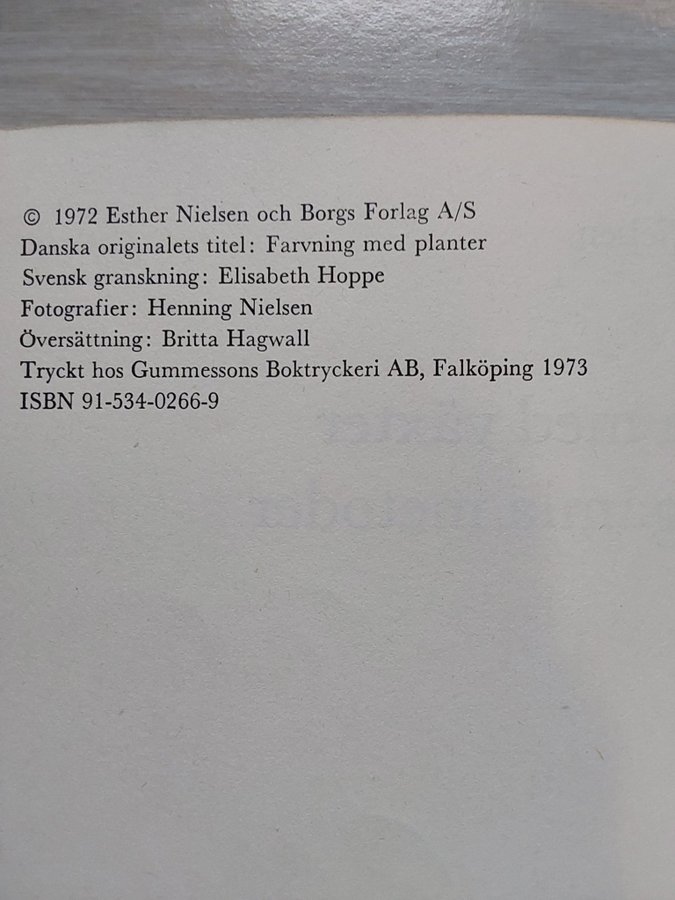 © 1972 Esther Nielsen och Borgs Forlag A/S
Danska originalets titel: Farvning med planter
Svensk granskning: Elisabeth Hoppe
Fotografier: Henning Nielsen
Översättning: Britta Hagwall
Tryckt hos Gummessons Boktryckeri AB, Falköping 1973
ISBN 91-534-0266-9